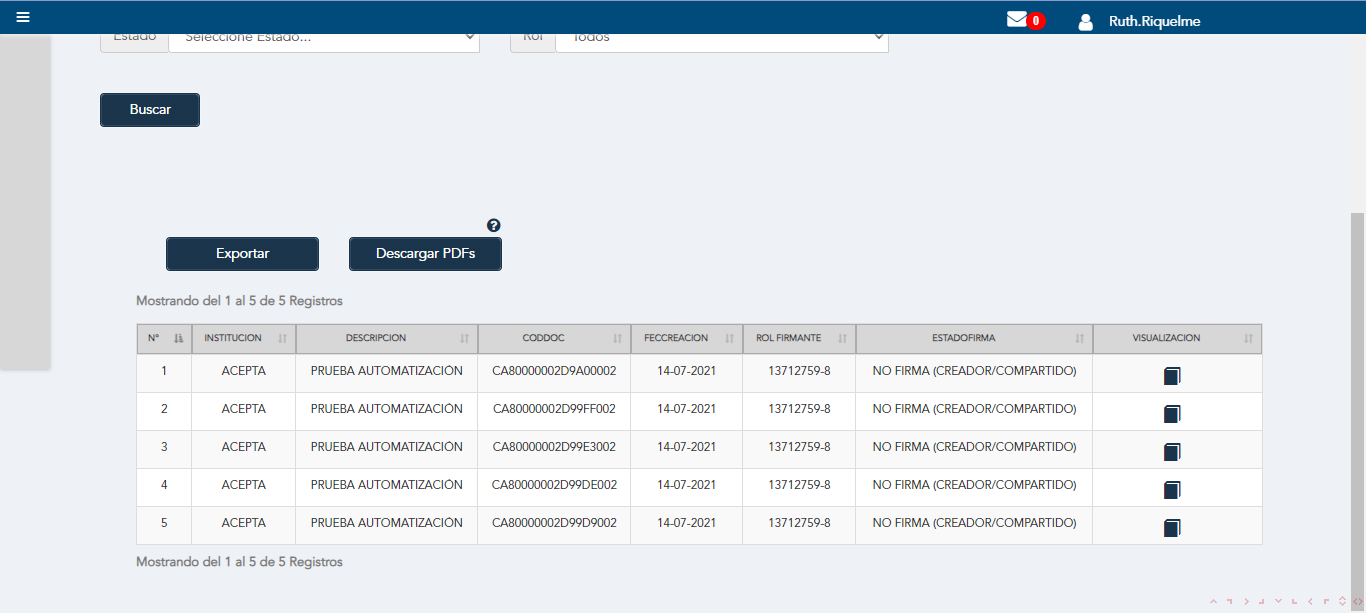 0 Ruth.Riquelme
Estado Seleccione Estado... Rol Todos
Buscar
?
Exportar Descargar PDFs
Mostrando del 1 al 5 de 5 Registros
N° INSTITUCION DESCRIPCION CODDOC FECCREACION ROL FIRMANTE ESTADOFIRMA VISUALIZACION
1 ACEPTA PRUEBA AUTOMATIZACIÓN CA80000002D9A00002 14-07-2021 13712759-8 NO FIRMA (CREADOR/COMPARTIDO)
2 ACEPTA PRUEBA AUTOMATIZACIÓN CA80000002D99FF002 14-07-2021 13712759-8 NO FIRMA (CREADOR/COMPARTIDO)
3 ACEPTA PRUEBA AUTOMATIZACIÓN CA80000002D99E3002 14-07-2021 13712759-8 NO FIRMA (CREADOR/COMPARTIDO)
4 ACEPTA PRUEBA AUTOMATIZACIÓN CA80000002D99DE002 14-07-2021 13712759-8 NO FIRMA (CREADOR/COMPARTIDO)
5 ACEPTA PRUEBA AUTOMATIZACIÓN CA80000002D99D9002 14-07-2021 13712759-8 NO FIRMA (CREADOR/COMPARTIDO)
Mostrando del 1 al 5 de 5 Registros